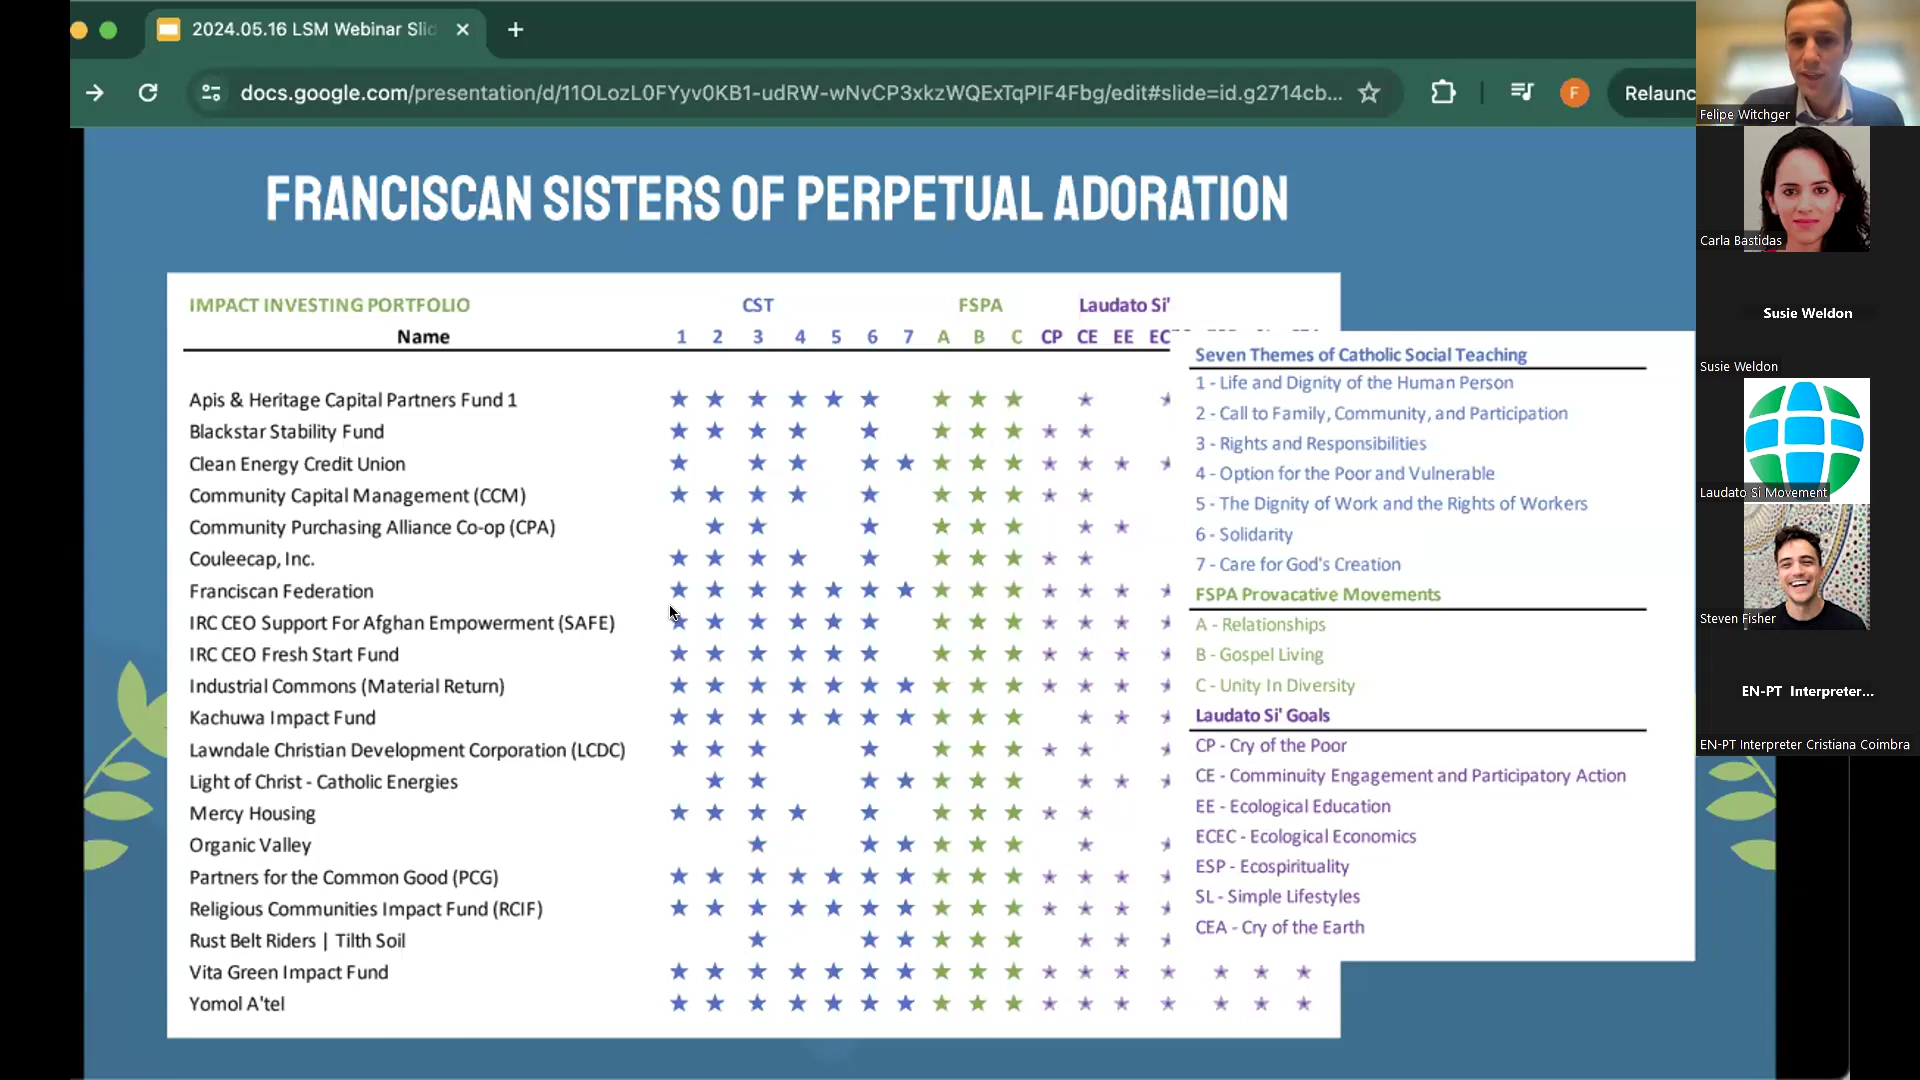 2024.05.16 LSM Webinar Slid
docs.google.com/presentation/d/11OLozL0FYyv0KB1-udRW-wNvCP3xkzWQExTqPIF4Fbg/edit#slide=id.g2714cb...
F
Relaunc
FRANCISCAN SISTERS OF PERPETUAL ADORATION
IMPACT INVESTING PORTFOLIO CST FSPA Laudato Si'
Name 1 2 3 4 5 6 7 A B C CP CE EE EC
Apis & Heritage Capital Partners Fund 1
Blackstar Stability Fund
Clean Energy Credit Union
Community Capital Management (CCM)
Community Purchasing Alliance Co-op (CPA)
Couleecap, Inc.
Franciscan Federation
IRC CEO Support For Afghan Empowerment (SAFE)
IRC CEO Fresh Start Fund
Industrial Commons (Material Return)
Kachuwa Impact Fund
Lawndale Christian Development Corporation (LCDC)
Light of Christ - Catholic Energies
Mercy Housing
Organic Valley
Partners for the Common Good (PCG)
Religious Communities Impact Fund (RCIF)
Rust Belt Riders | Tilth Soil
Vita Green Impact Fund
Yomol A'tel
Seven Themes of Catholic Social Teaching
1 - Life and Dignity of the Human Person
2 - Call to Family, Community, and Participation
3 - Rights and Responsibilities
4 - Option for the Poor and Vulnerable
5 - The Dignity of Work and the Rights of Workers
6 - Solidarity
7 - Care for God's Creation
FSPA Provacative Movements
A - Relationships
B - Gospel Living
C - Unity In Diversity
Laudato Si' Goals
CP - Cry of the Poor
CE - Comminuity Engagement and Participatory Action
EE - Ecological Education
ECEC - Ecological Economics
ESP - Ecospirituality
SL - Simple Lifestyles
CEA - Cry of the Earth
Felipe Witchger
Carla Bastidas
Susie Weldon
Susie Weldon
Laudato Si Movement
Steven Fisher
EN-PT Interpreter...
EN-PT Interpreter Cristiana Coimbra